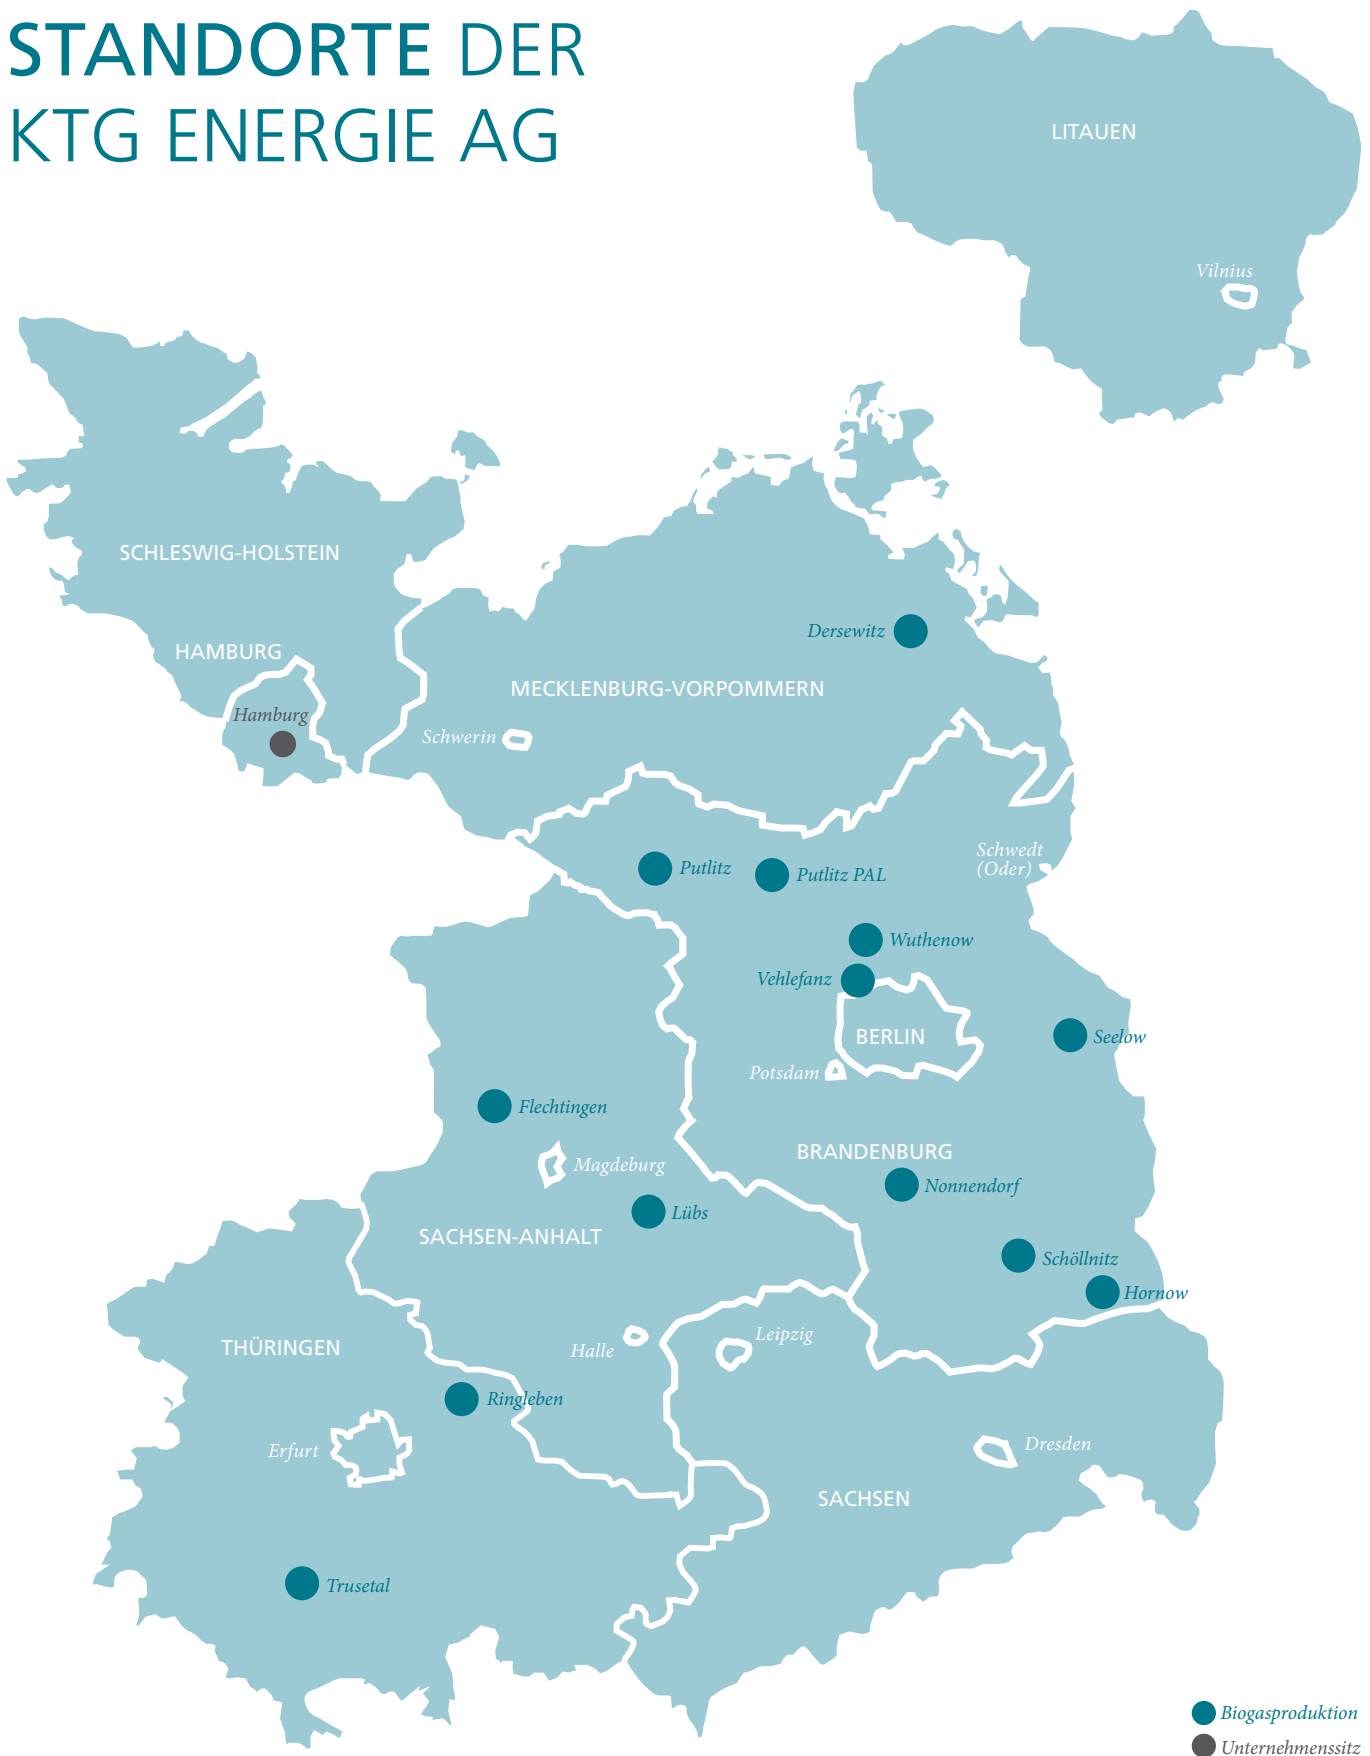 STANDORTE DER
KTG ENERGIE AG
LITAUEN
Vilnius
SCHLESWIG-HOLSTEIN
HAMBURG
Hamburg
Dersewitz
MECKLENBURG-VORPOMMERN
Schwerin
Schwedt
(Oder)
Putlitz
Putlitz PAL
Wuthenow
Vehlefanz
BERLIN
Seelow
Potsdam
Flechtingen
BRANDENBURG
Magdeburg
Nonnendorf
Lübs
SACHSEN-ANHALT
Schöllnitz
Hornow
THÜRINGEN
Halle
Leipzig
Ringleben
Erfurt
Dresden
SACHSEN
Trusetal
Biogasproduktion
Unternehmenssitz